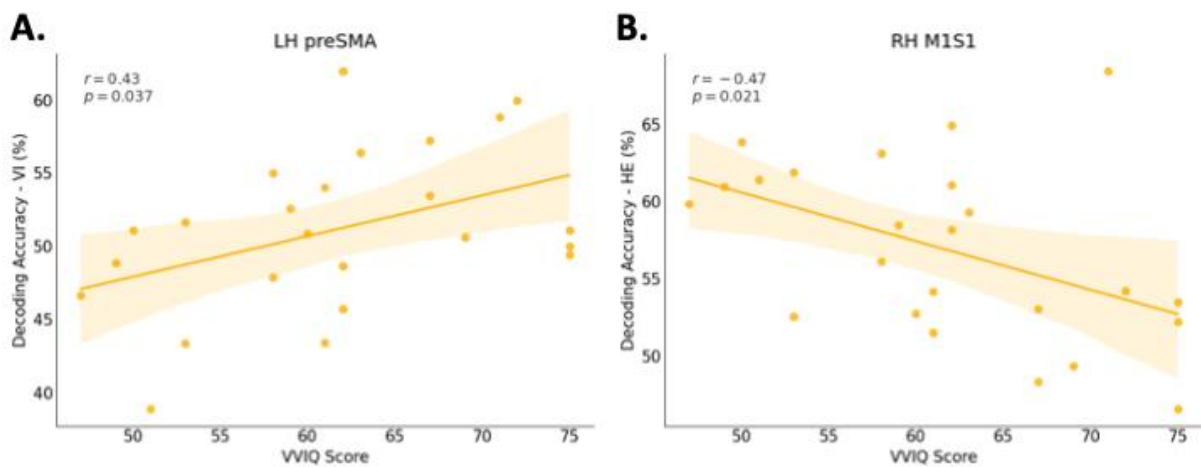 A.
LH preSMA
r = 0.43
p = 0.037
Decoding Accuracy - VI (%)
60
55
50
45
40
50 55 60 65 70 75
VVIQ Score
B.
RH M1S1
r = −0.47
p = 0.021
Decoding Accuracy - HE (%)
65
60
55
50
50 55 60 65 70 75
VVIQ Score